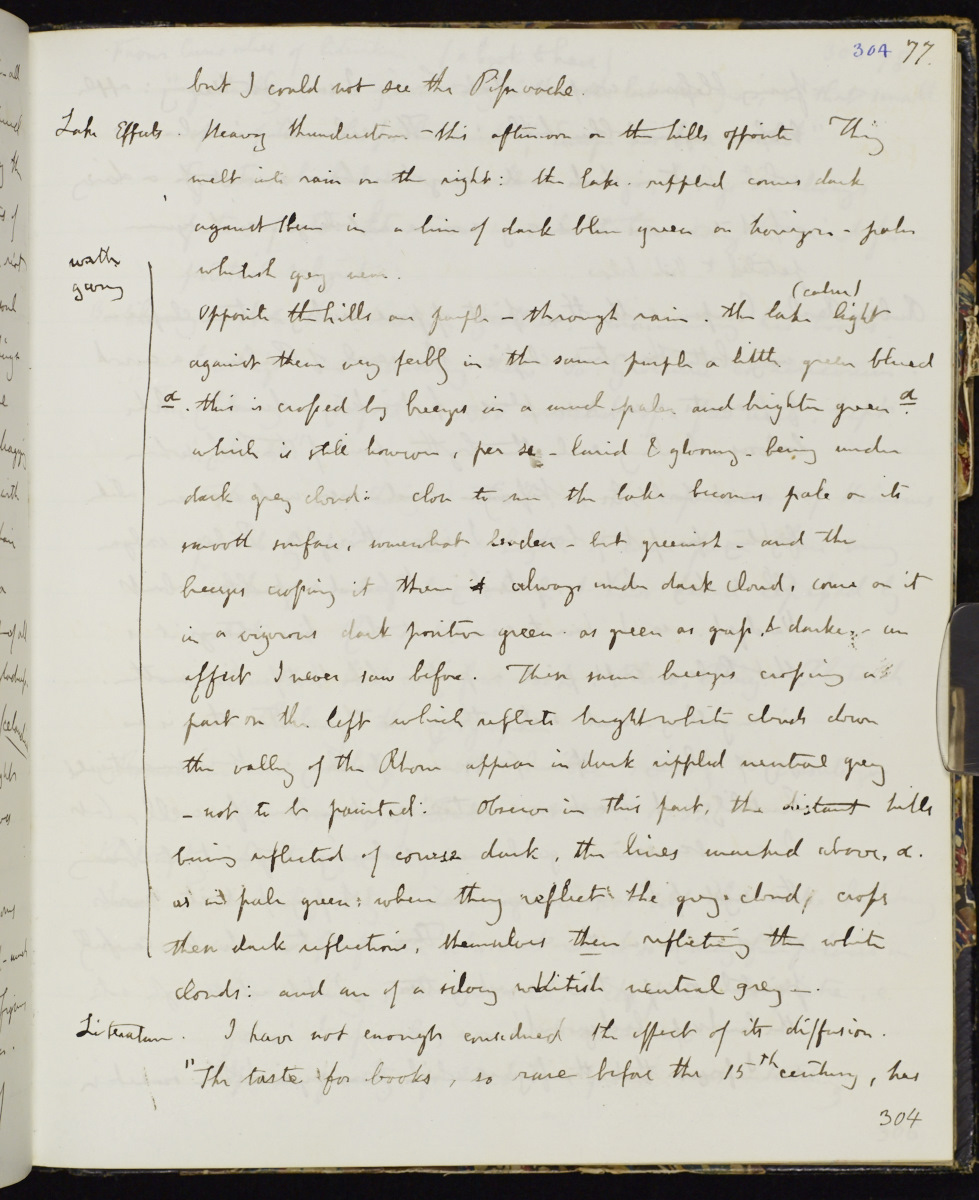 304 77.
but I could not see the Pissevache.
Lake Effects. Heavy thunderstorm - this afternoon on the hills opposite They
melt into rain on the right: the lake. rippled comes dark
against them in a line of dark blue green on horizon - paler
whitish grey near.
worth
giving
(calm)
Opposite the hills are purple - through rain. the lake light
against them very feebly in the same purple a little green blued
α. this is crossed by breezes in a much paler and brighter green α.
which is still however, per se - lurid & gloomy - being under
dark grey cloud: close to me the lake becomes pale on its
smooth surface, somewhat leaden - but greenish - and the
breezes crossing it there always under dark cloud, come on it
in a vigorous dark positive green. as green as grass, & darker - an
effect I never saw before. These same breezes crossing
part on the left which reflects bright white clouds down
the valley of the Rhone appear in dark rippled neutral grey
- not to be painted: Observe in this part, the distant hills
being reflected of course dark, the lines marked above, α.
as in pale green: when they reflect the grey cloud, cross
these dark reflections, themselves then reflecting the white
clouds: and are of a silvery whitish neutral grey -.
Literature. I have not enough considered the effect of its diffusion.
"The taste for books, so rare before the 15th century, has
304